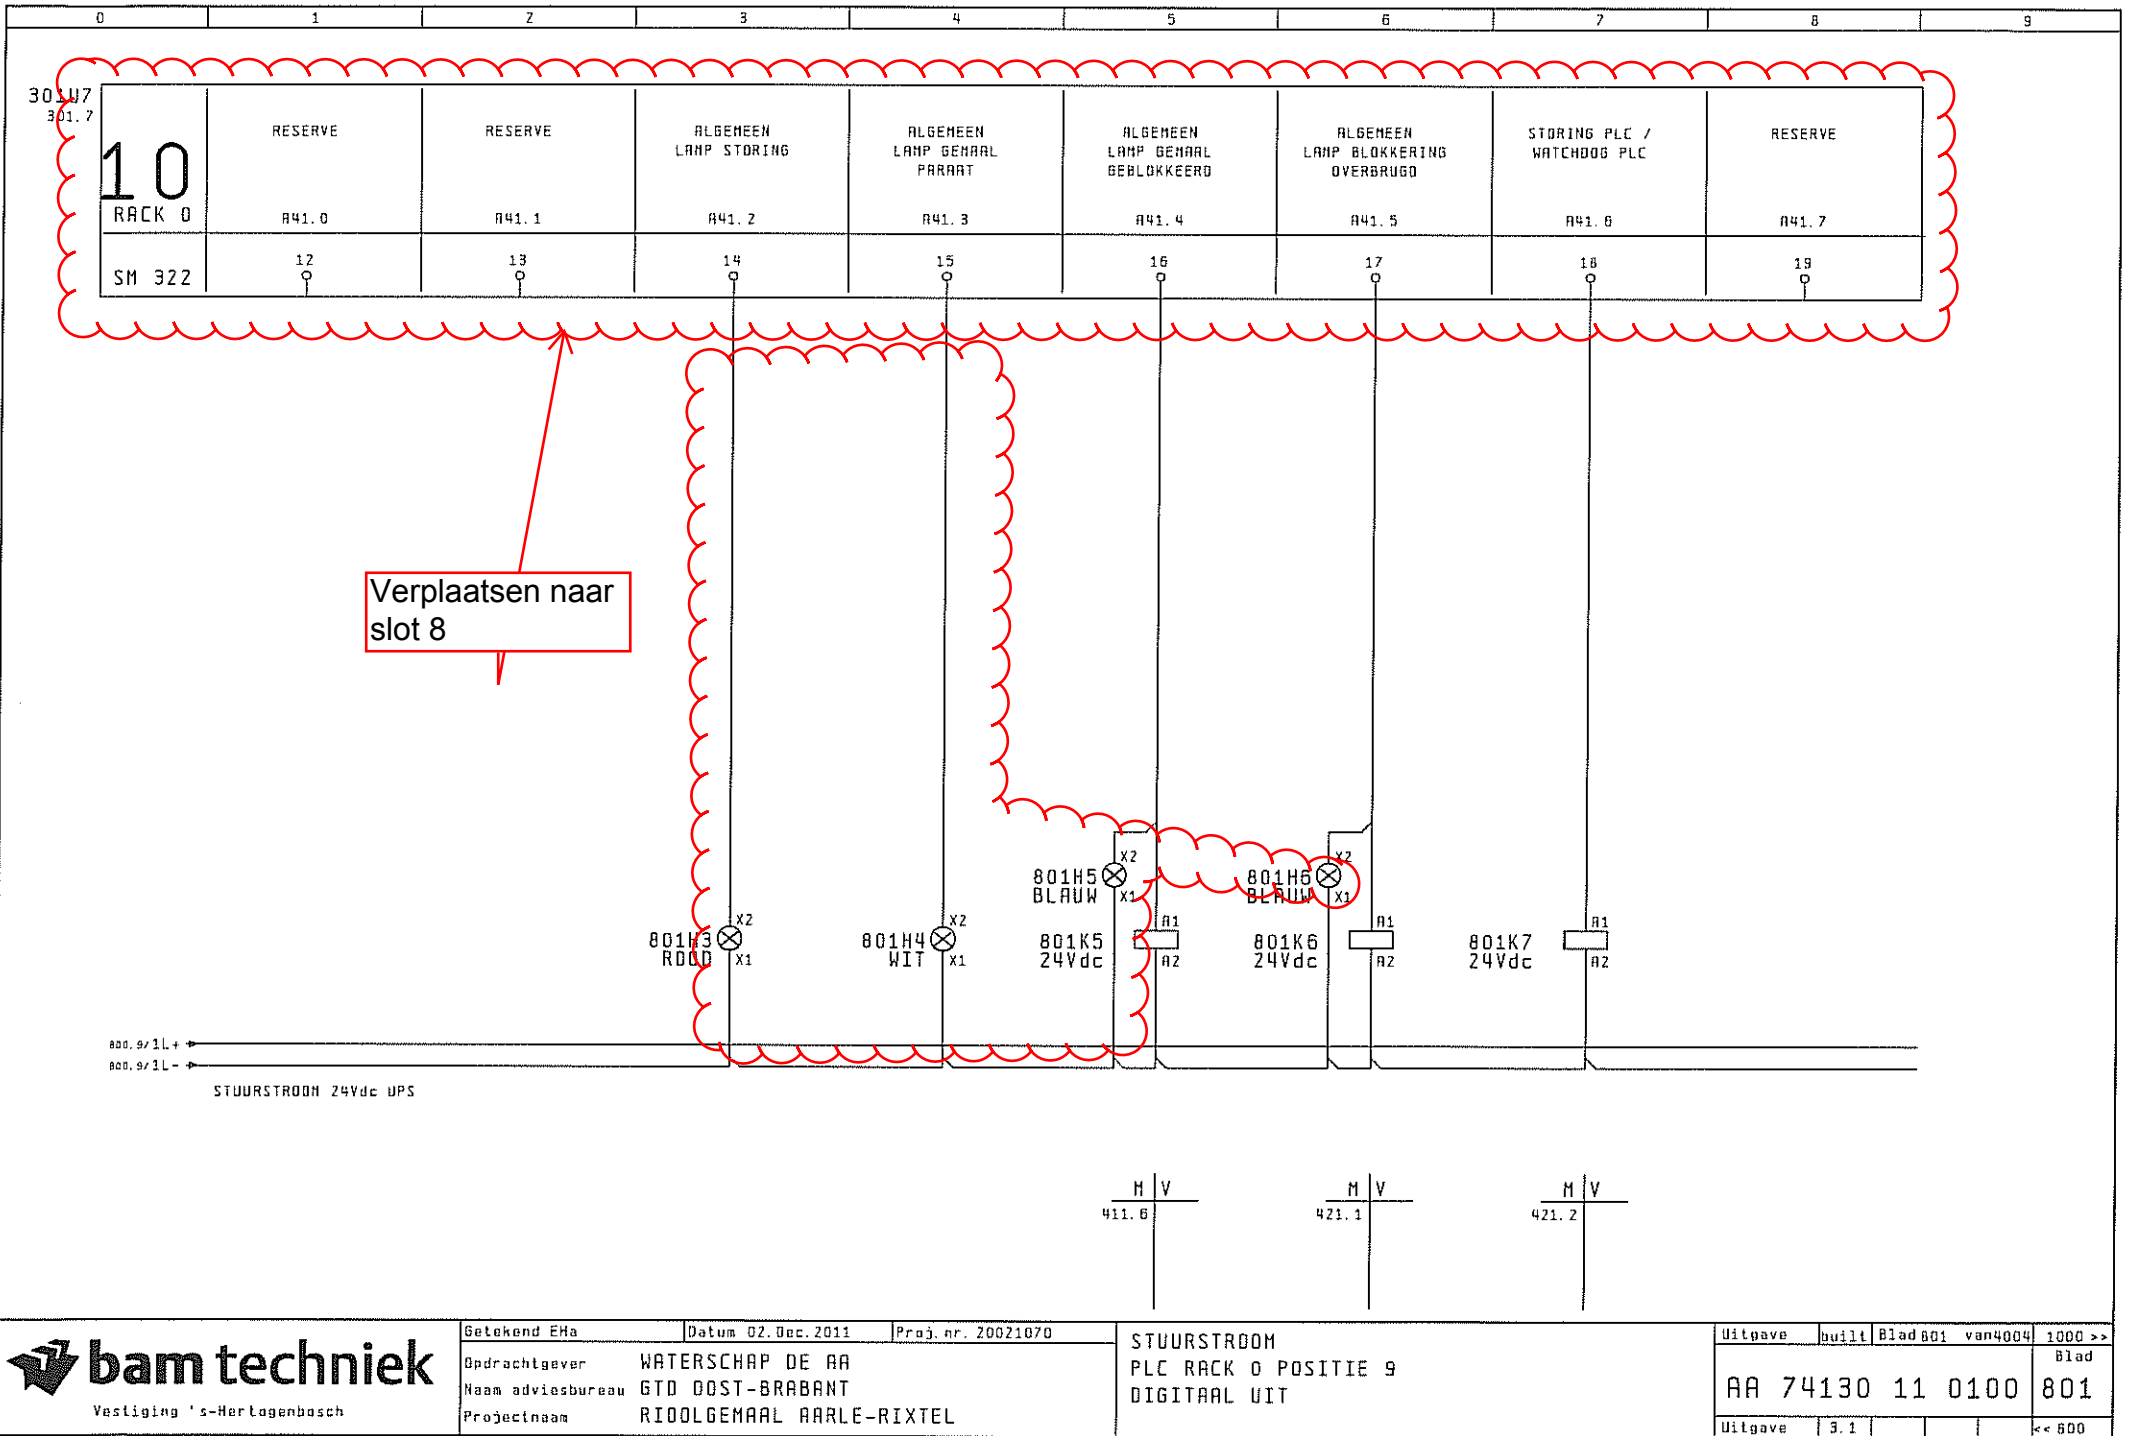 0 1 2 3 4 5 6 7 8 9
301U7
301.7
10
RACK 0
SM 322
RESERVE
A41.0
12
RESERVE
A41.1
13
ALGEMEEN
LAMP STORING
A41.2
14
ALGEMEEN
LAMP GEMAAL
PARAAT
A41.3
15
ALGEMEEN
LAMP GEMAAL
GEBLOKKEERD
A41.4
16
ALGEMEEN
LAMP BLOKKERING
OVERBRUGD
A41.5
17
STORING PLC /
WATCHDOG PLC
A41.6
18
RESERVE
A41.7
19
Verplaatsen naar
slot 8
X2
801H5
BLAUW
X1
X2
801H6
BLAUW
X1
X2
801H3
ROOD
X1
X2
801H4
WIT
X1
A1
801K5
24Vdc
A2
A1
801K6
24Vdc
A2
A1
801K7
24Vdc
A2
800.9/1L+
800.9/1L-
STUURSTROOM 24Vdc UPS
M V
411.6
M V
421.1
M V
421.2
bam techniek
Vestiging 's-Hertogenbosch
Getekend EHa
Datum 02.Dec.2011
Proj.nr. 20021070
Opdrachtgever WATERSCHAP DE AA
Naam adviesbureau GTD OOST-BRABANT
Projectnaam RIOOLGEMAAL AARLE-RIXTEL
STUURSTROOM
PLC RACK 0 POSITIE 9
DIGITAAL UIT
Uitgave built Blad 801 van 4004 1000 >>
Blad
AA 74130 11 0100 801
Uitgave 3.1 << 800